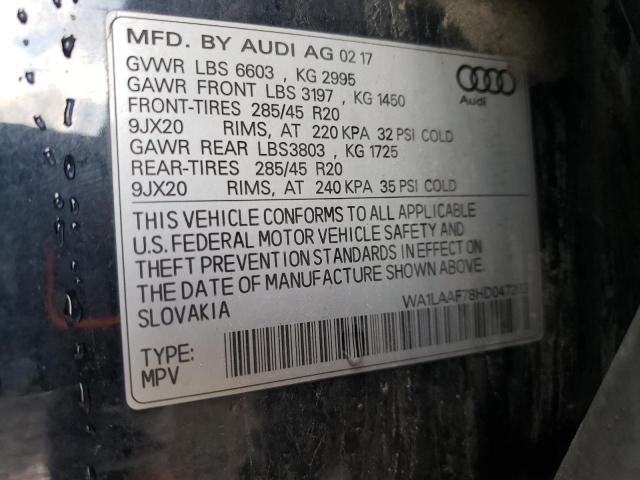 MFD. BY AUDI AG 02 17
GVWR LBS 6603 , KG 2995
GAWR FRONT LBS 3197 , KG 1450
FRONT-TIRES 285/45 R20
9JX20 RIMS, AT 220 KPA 32 PSI COLD
GAWR REAR LBS3803 , KG 1725
REAR-TIRES 285/45 R20
9JX20 RIMS, AT 240 KPA 35 PSI COLD
Audi
THIS VEHICLE CONFORMS TO ALL APPLICABLE
U.S. FEDERAL MOTOR VEHICLE SAFETY AND
THEFT PREVENTION STANDARDS IN EFFECT ON
THE DATE OF MANUFACTURE SHOWN ABOVE.
SLOVAKIA
TYPE:
MPV